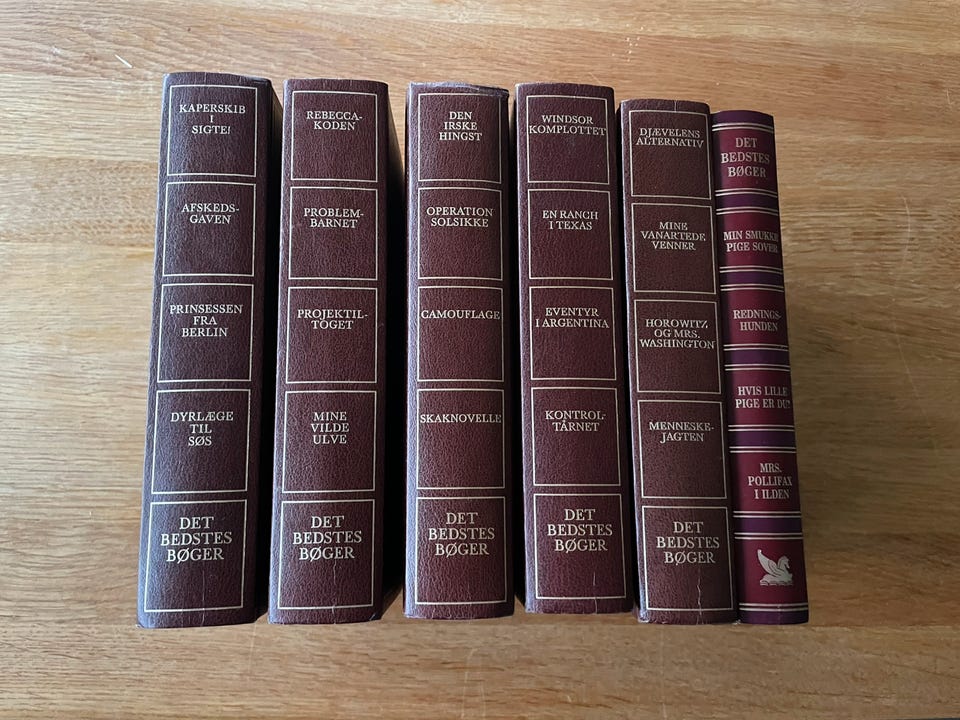 KAPERSKIB
I
SIGTE!
AFSKEDS-
GAVEN
PRINSESSEN
FRA
BERLIN
DYRLÆGE
TIL
SØS
DET
BEDSTES
BØGER
REBECCA-
KODEN
PROBLEM-
BARNET
PROJEKTIL-
TOGET
MINE
VILDE
ULVE
DET
BEDSTES
BØGER
DEN
IRSKE
HINGST
OPERATION
SOLSIKKE
CAMOUFLAGE
SKAKNOVELLE
DET
BEDSTES
BØGER
WINDSOR
KOMPLOTTET
EN RANCH
I TEXAS
EVENTYR
I ARGENTINA
KONTROL-
TÅRNET
DET
BEDSTES
BØGER
DJÆVELENS
ALTERNATIV
MINE
VANARTEDE
VENNER
HOROWITZ
OG MRS.
WASHINGTON
MENNESKE-
JAGTEN
DET
BEDSTES
BØGER
DET
BEDSTES
BØGER
MIN SMUKKE
PIGE SOVER
REDNINGS-
HUNDEN
HVIS LILLE
PIGE ER DU?
MRS.
POLLIFAX
I ILDEN